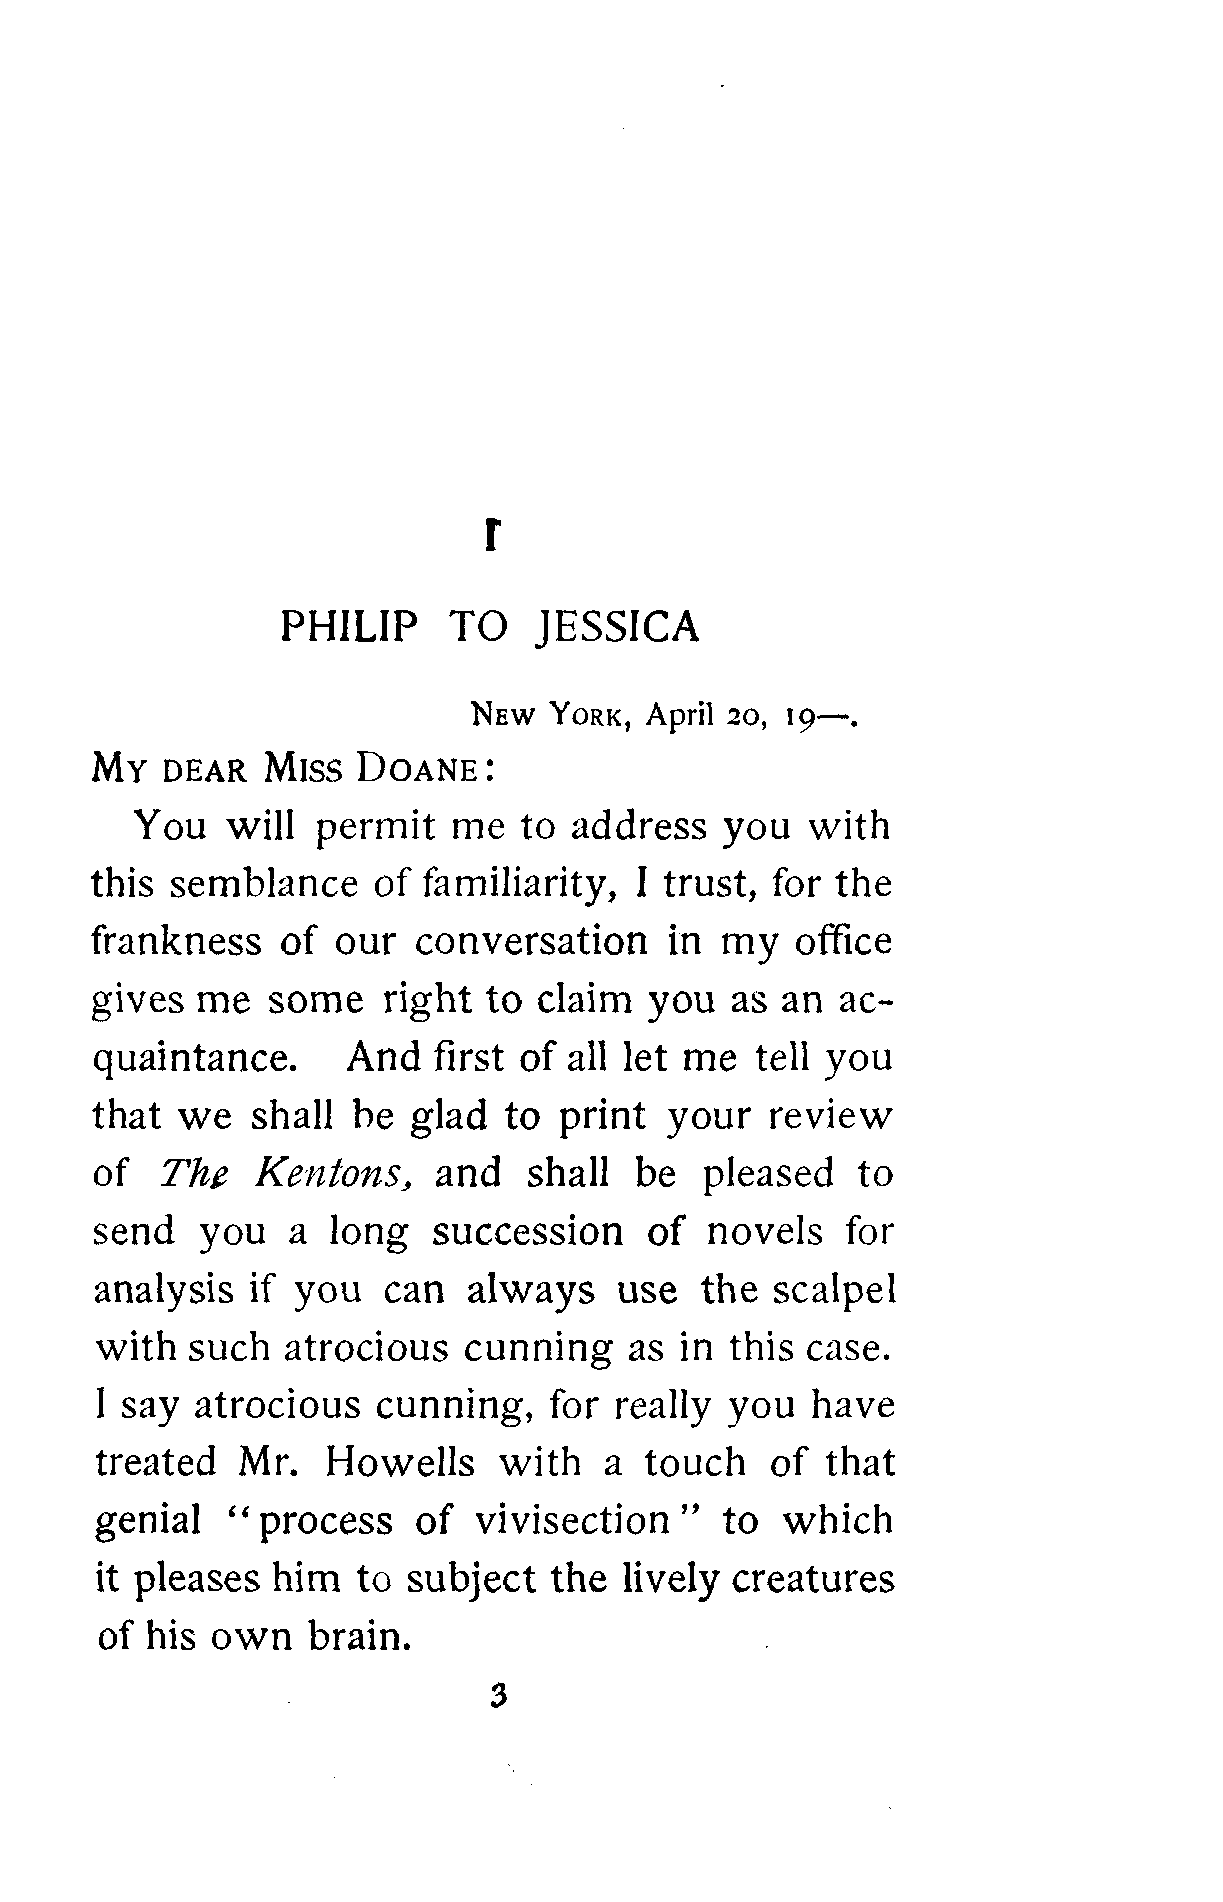 I
PHILIP TO JESSICA
NEW YORK, April 20, 19—.
MY DEAR MISS DOANE:
You will permit me to address you with
this semblance of familiarity, I trust, for the
frankness of our conversation in my office
gives me some right to claim you as an ac-
quaintance. And first of all let me tell you
that we shall be glad to print your review
of The Kentons, and shall be pleased to
send you a long succession of novels for
analysis if you can always use the scalpel
with such atrocious cunning as in this case.
I say atrocious cunning, for really you have
treated Mr. Howells with a touch of that
genial “process of vivisection” to which
it pleases him to subject the lively creatures
of his own brain.
3